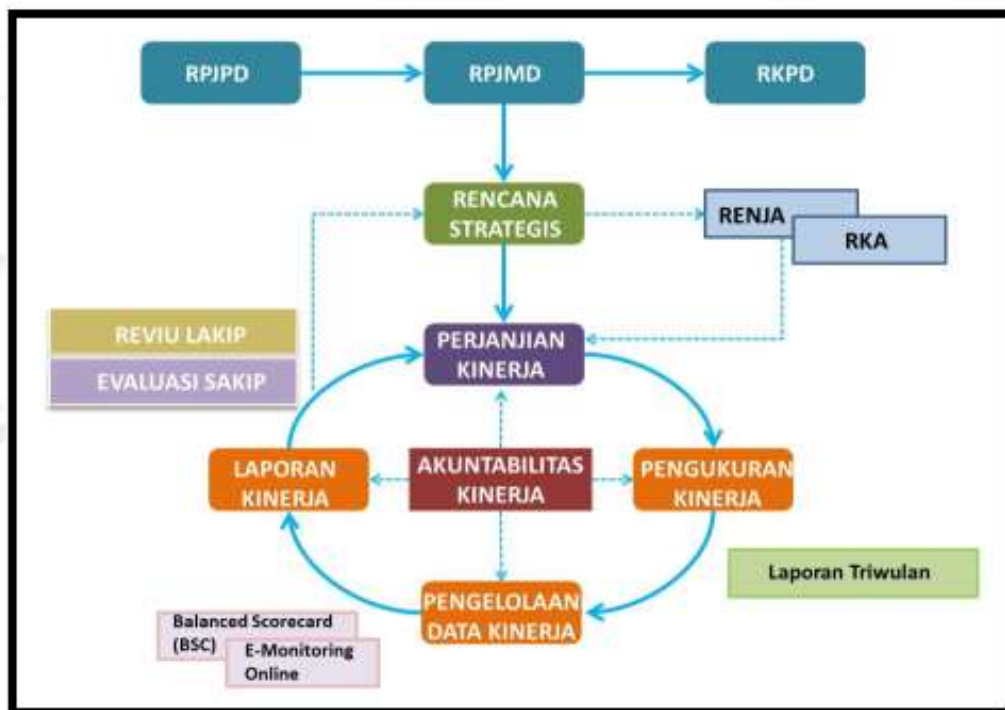 RPJPD
RPJMD
RKPD
RENCANA
STRATEGIS
RENJA
RKA
REVIU LAKIP
EVALUASI SAKIP
PERJANJIAN
KINERJA
LAPORAN
KINERJA
AKUNTABILITAS
KINERJA
PENGUKURAN
KINERJA
Laporan Triwulan
PENGELOLAAN
DATA KINERJA
Balanced Scorecard
(BSC)
E-Monitoring
Online